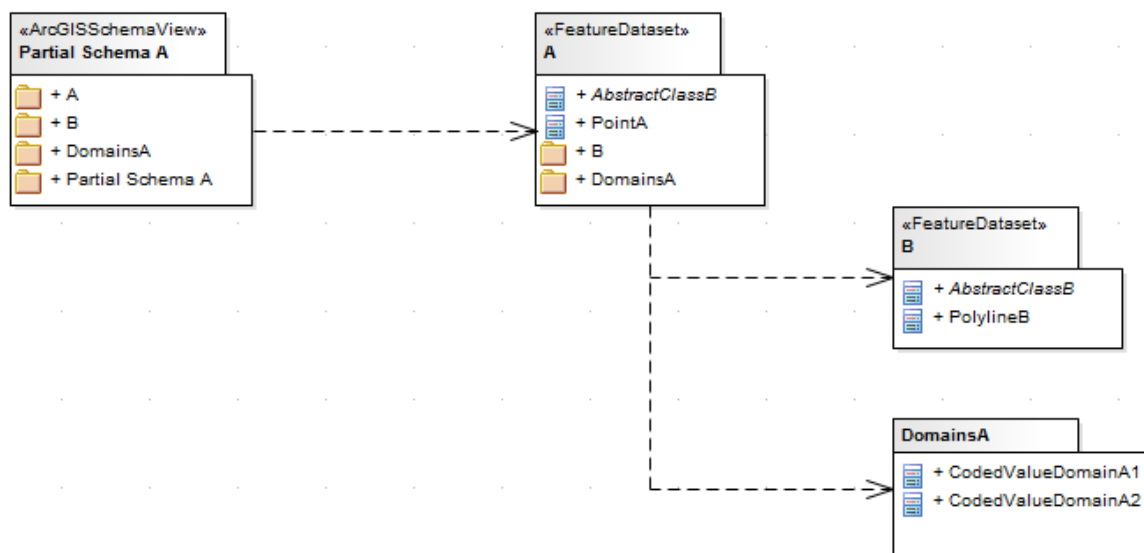 «ArcGISSchemaView»
Partial Schema A
+ A
+ B
+ DomainsA
+ Partial Schema A
«FeatureDataset»
A
+ AbstractClassB
+ PointA
+ B
+ DomainsA
«FeatureDataset»
B
+ AbstractClassB
+ PolylineB
DomainsA
+ CodedValueDomainA1
+ CodedValueDomainA2